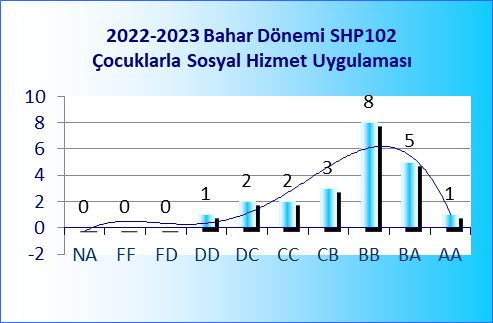 2022-2023 Bahar Dönemi SHP102
Çocuklarla Sosyal Hizmet Uygulaması
10
8
6
4
2
0
-2
0 0 0 1 2 2 3 8 5 1
NA FF FD DD DC CC CB BB BA AA